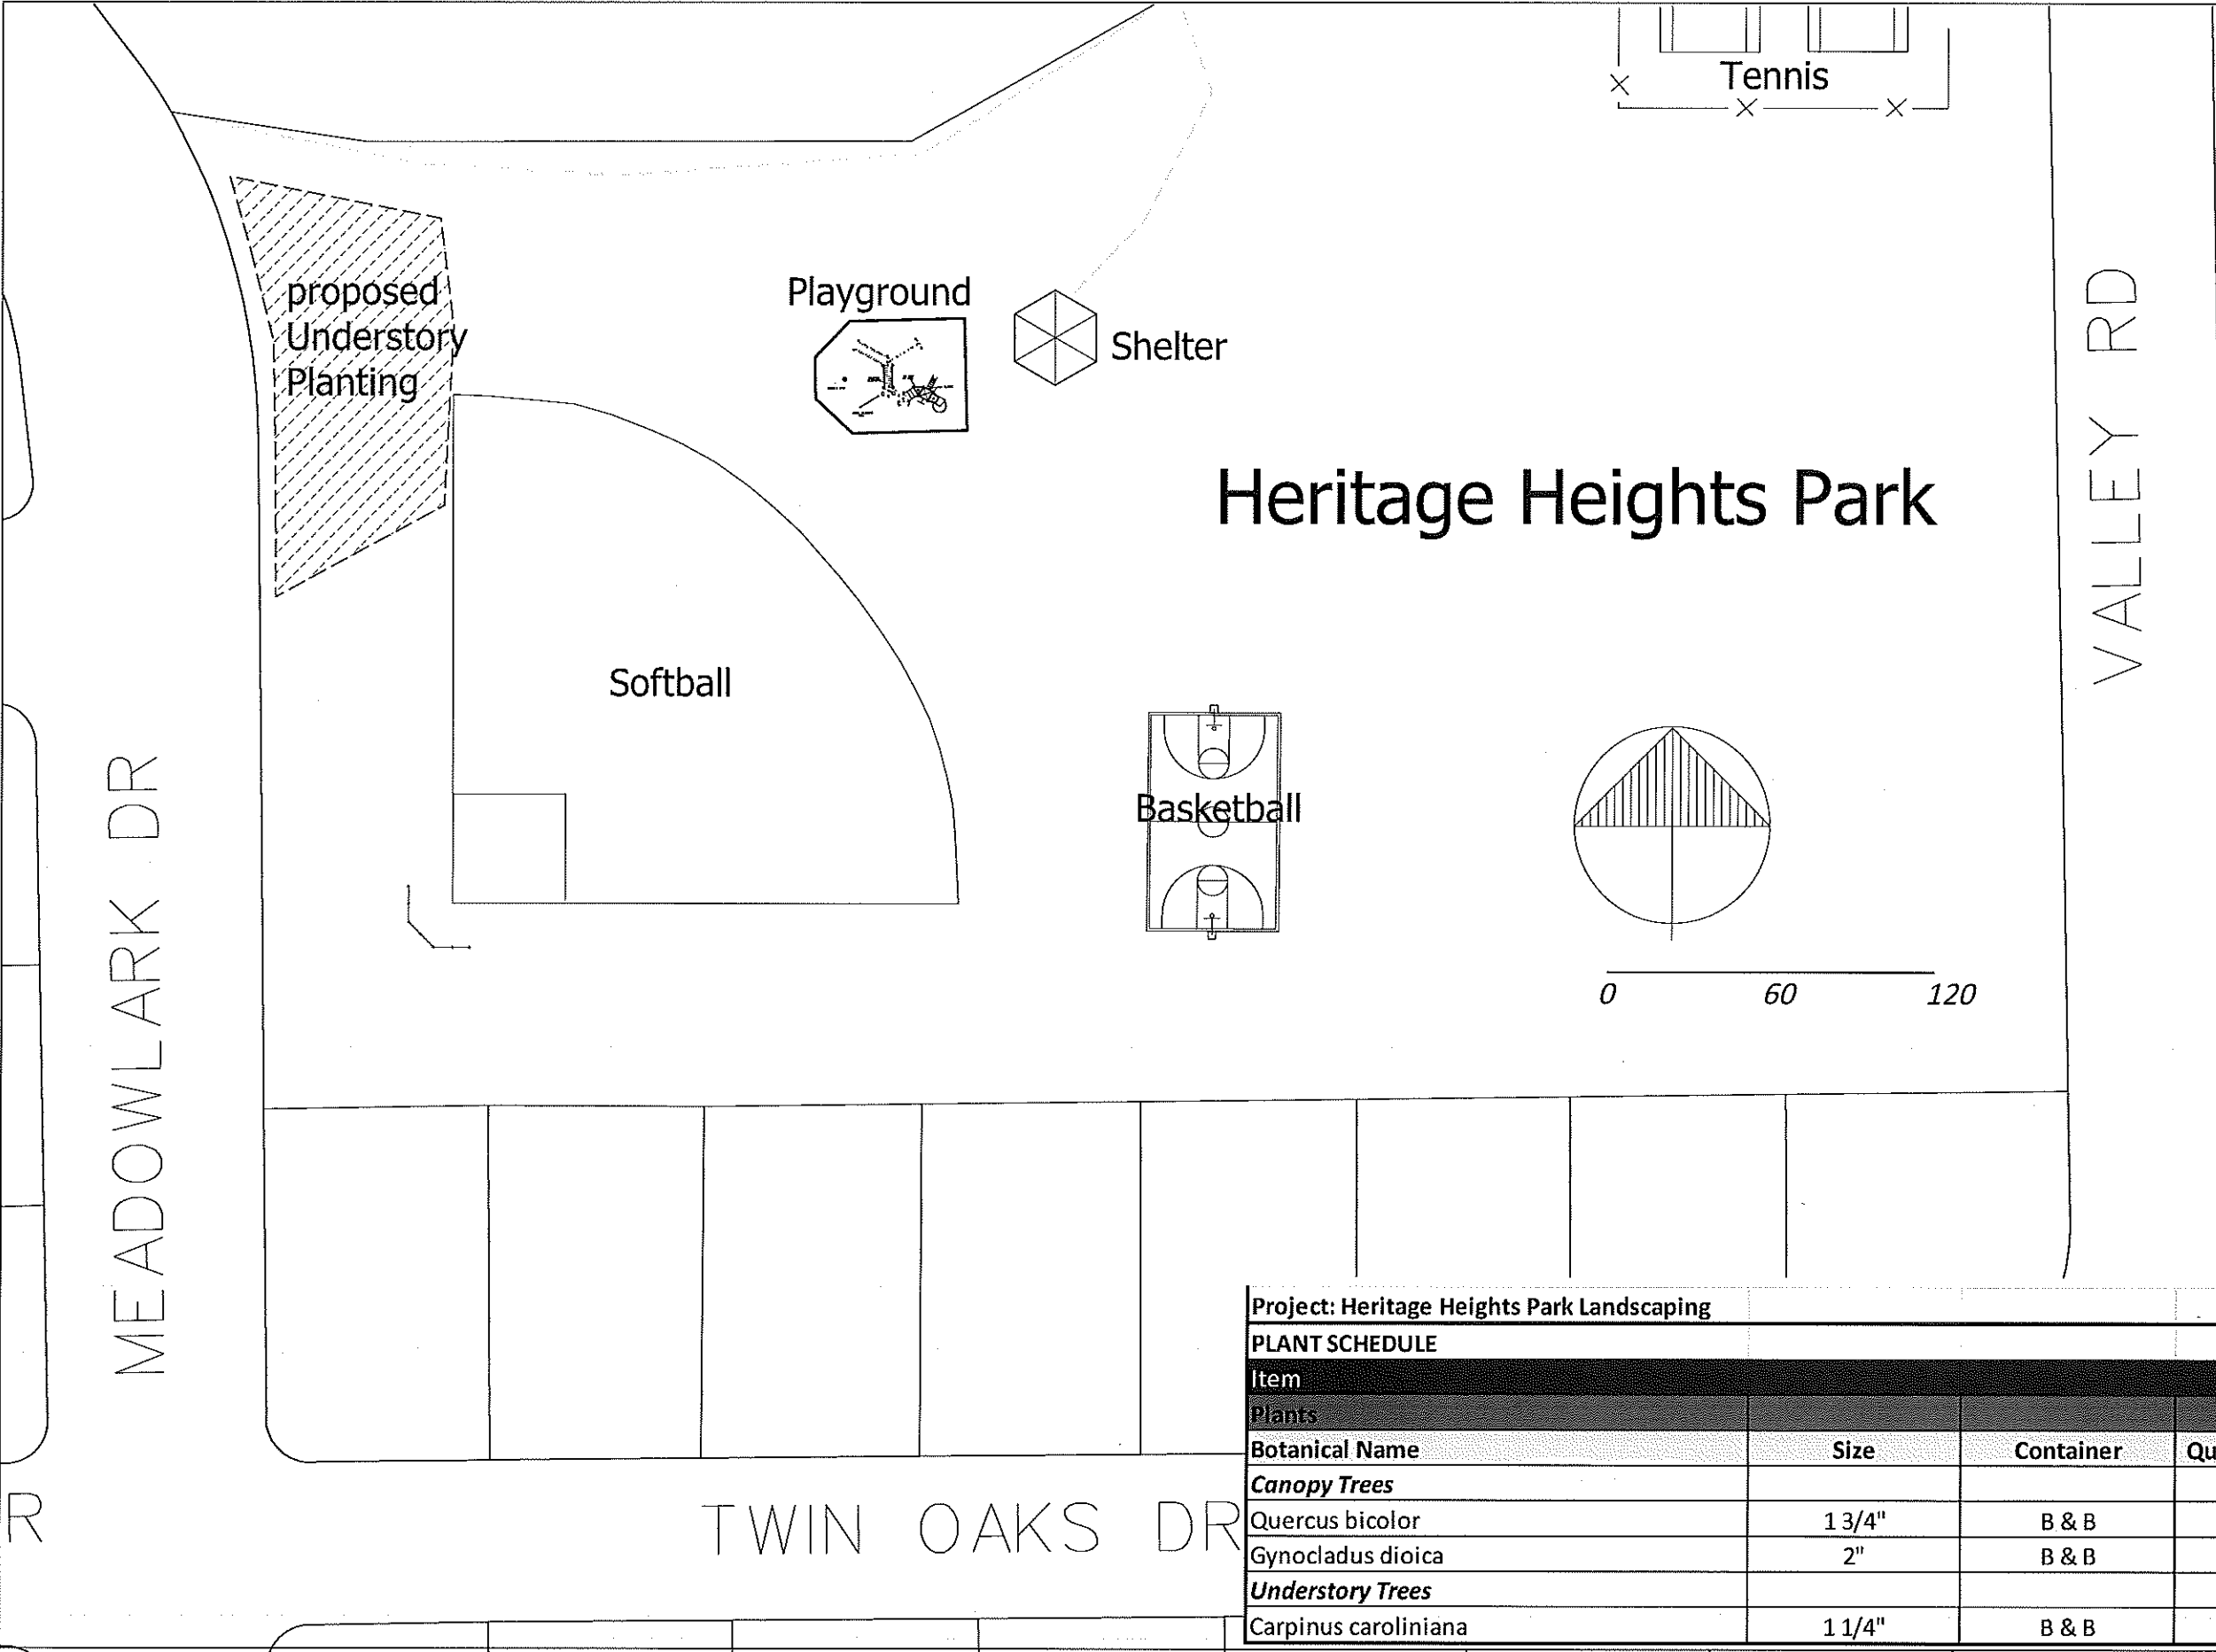 Tennis
proposed
Understory
Planting
Playground
Shelter
Heritage Heights Park
VALLEY RD
Softball
Basketball
MEADOWLARK DR
0 60 120
Project: Heritage Heights Park Landscaping
PLANT SCHEDULE
Item
Plants
Botanical Name Size Container Qu
Canopy Trees
Quercus bicolor 1 3/4" B & B
Gynocladus dioica 2" B & B
Understory Trees
Carpinus caroliniana 1 1/4" B & B
R
TWIN OAKS DR